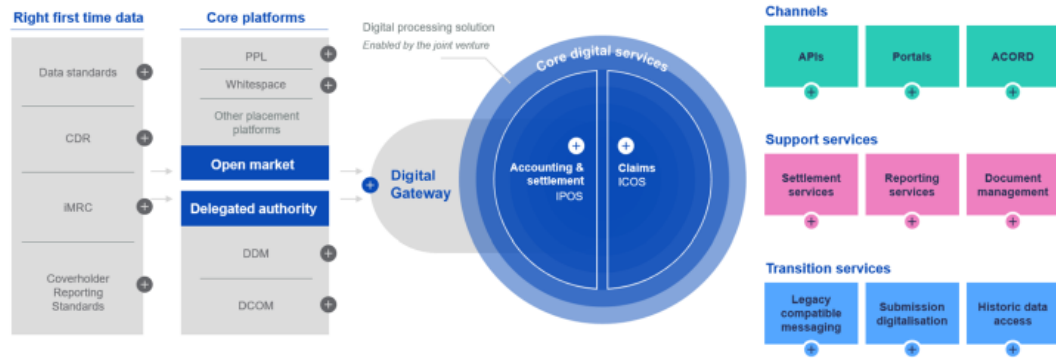 Right first time data
Data standards
CDR
iMRC
Coverholder
Reporting
Standards
Core platforms
PPL
Whitespace
Other placement
platforms
Open market
Delegated authority
DDM
DCOM
Digital processing solution
Enabled by the joint venture
Digital
Gateway
Core digital services
Accounting &
settlement
IPOS
Claims
ICOS
Channels
APIs
Portals
ACORD
Support services
Settlement
services
Reporting
services
Document
management
Transition services
Legacy
compatible
messaging
Submission
digitalisation
Historic data
access